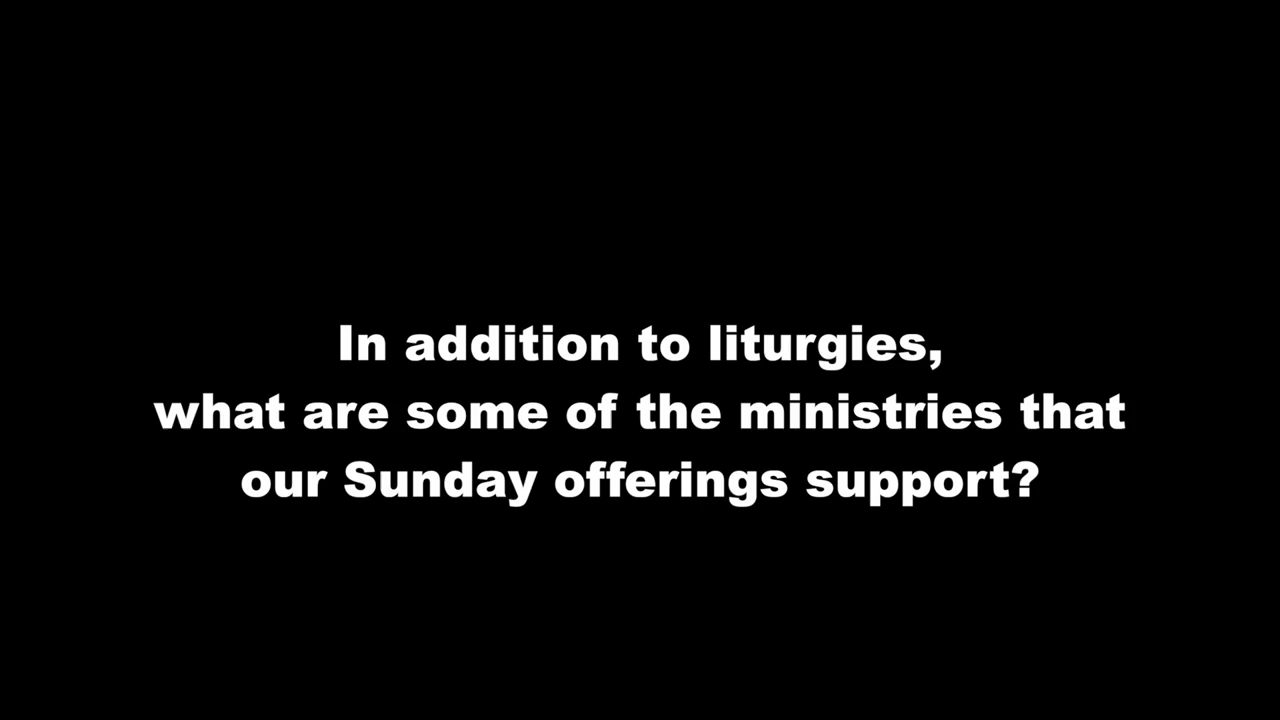 In addition to liturgies,
what are some of the ministries that
our Sunday offerings support?